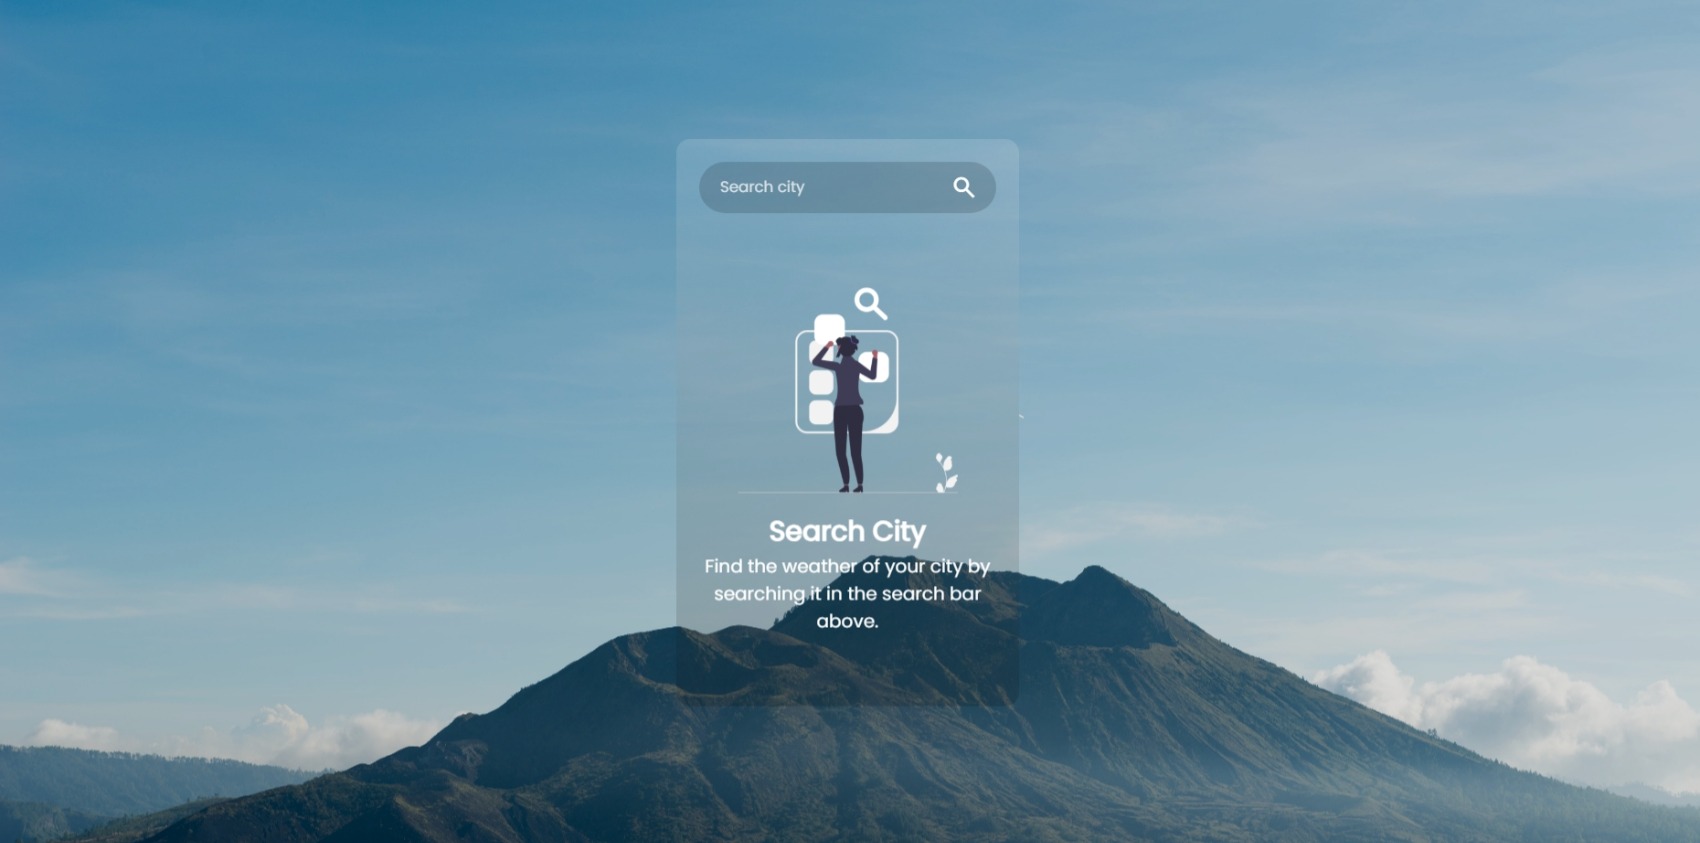 Search city
Search City
Find the weather of your city by
searching it in the search bar
above.